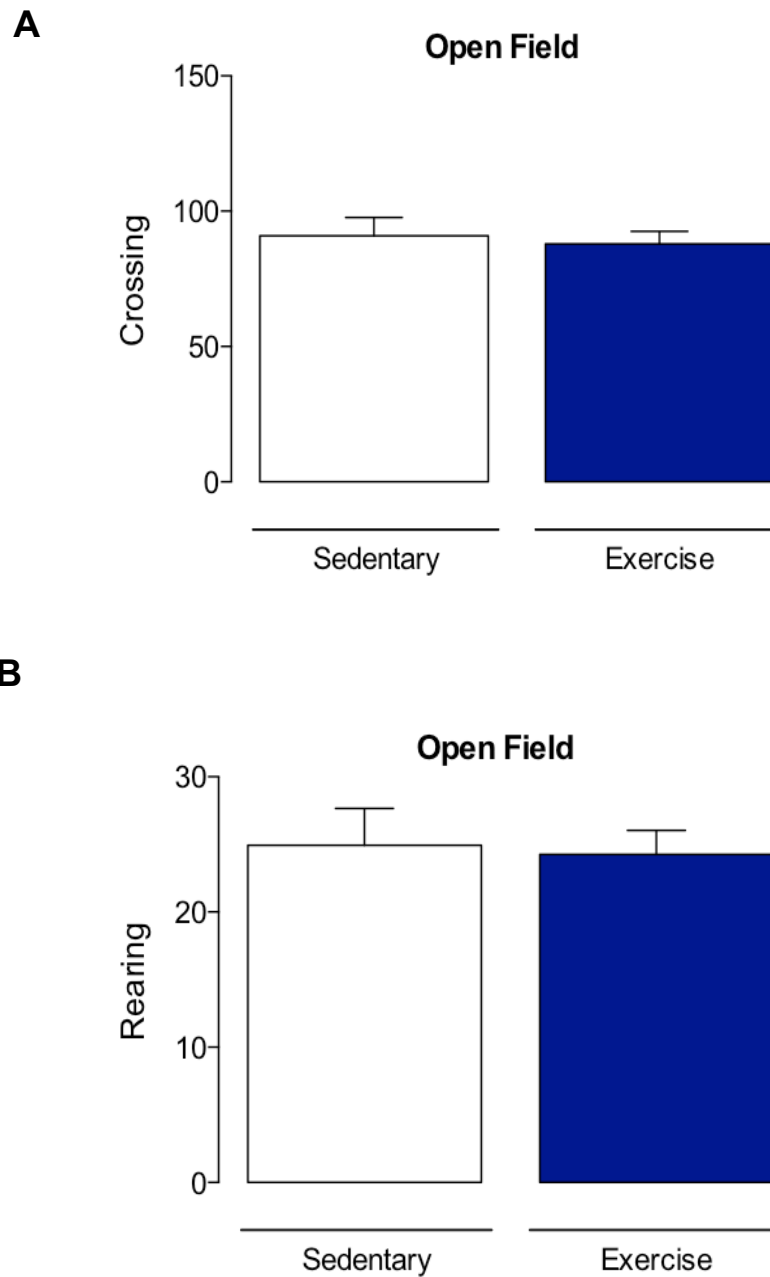 A
Open Field
150
100
50
0
Crossing
Sedentary Exercise
B
Open Field
30
20
10
0
Rearing
Sedentary Exercise